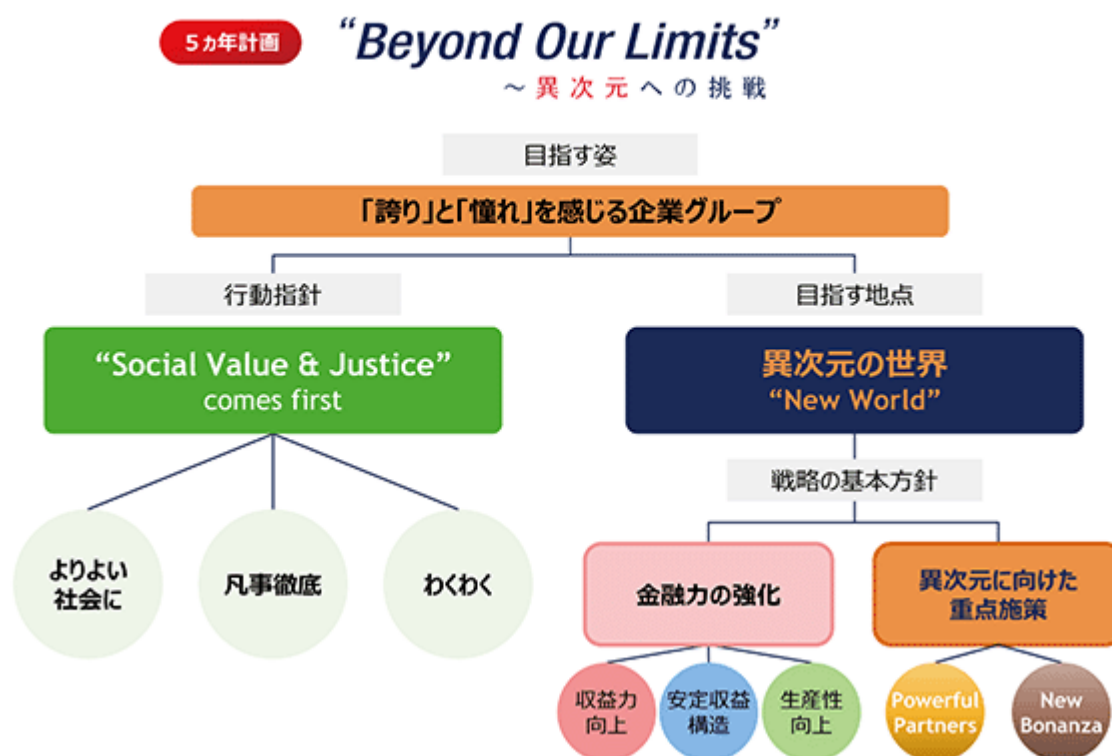 5ヵ年計画
“Beyond Our Limits”
～異次元への挑戦
目指す姿
「誇り」と「憧れ」を感じる企業グループ
行動指針
目指す地点
“Social Value & Justice”
comes first
異次元の世界
“New World”
戦略の基本方針
よりよい
社会に
凡事徹底
わくわく
金融力の強化
異次元に向けた
重点施策
収益力
向上
安定収益
構造
生産性
向上
Powerful
Partners
New
Bonanza